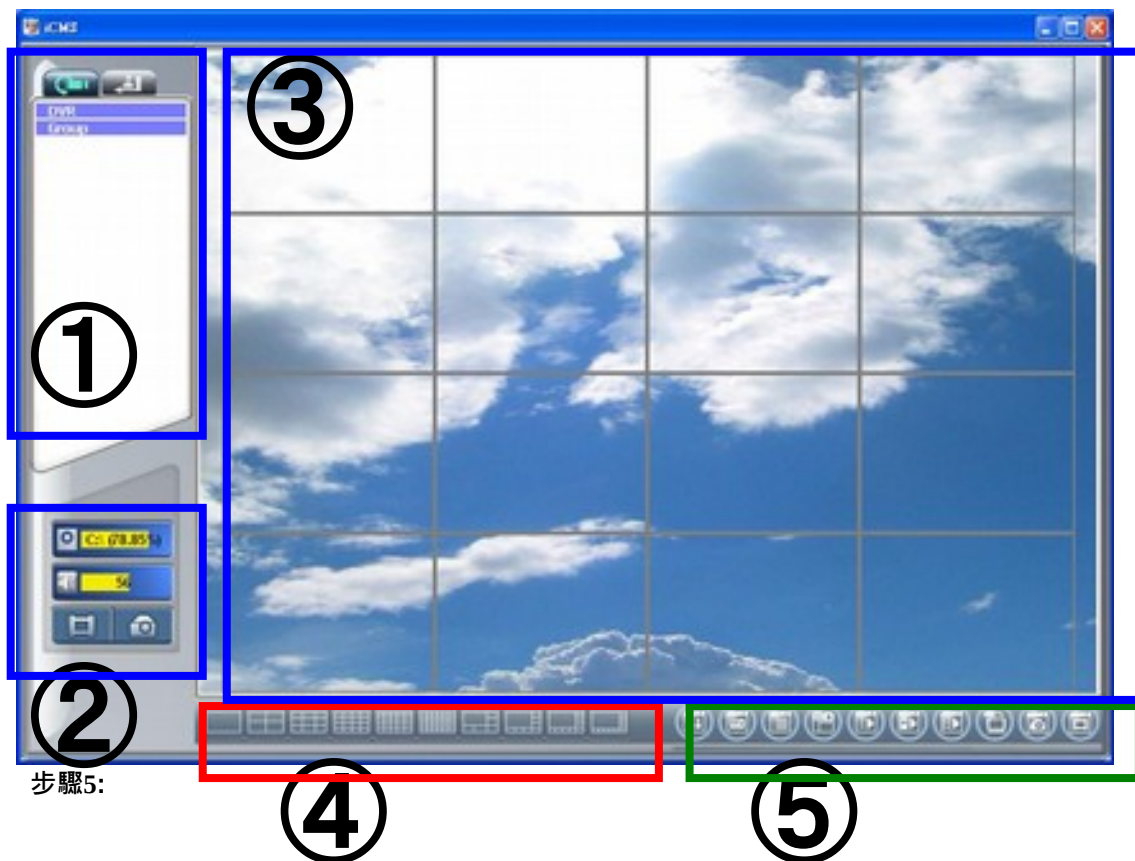 iCMS
③
DVR
Group
①
C:\ (78.85%)
56
②
步驟5:
④
⑤